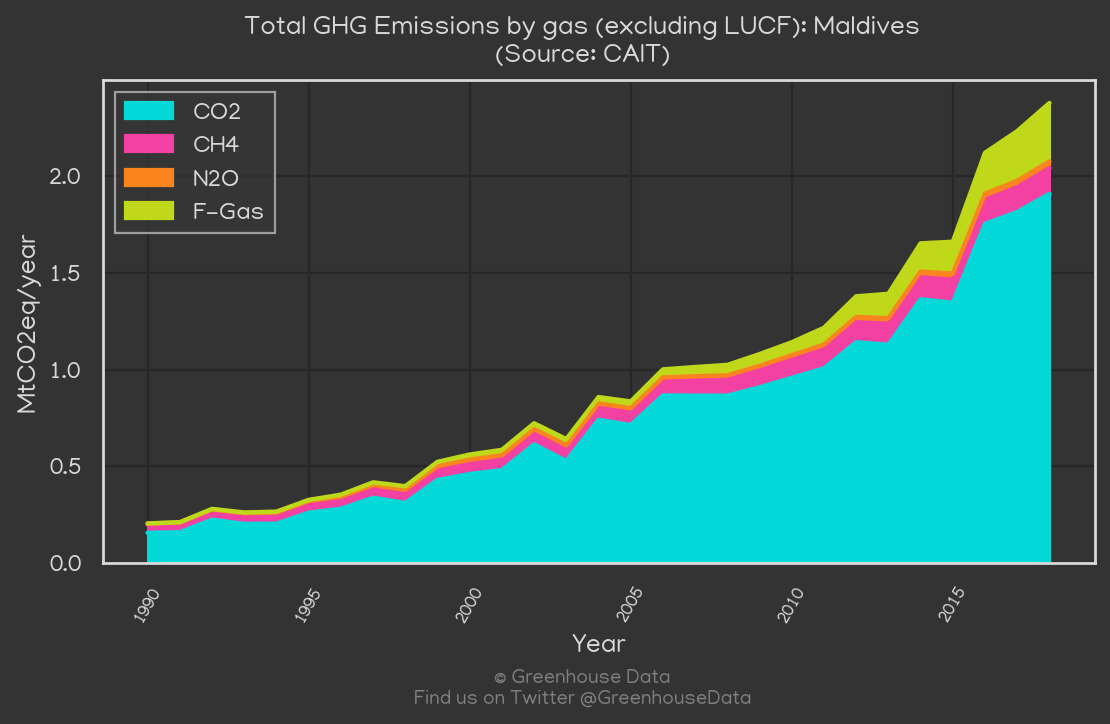 Total GHG Emissions by gas (excluding LUCF): Maldives
(Source: CAIT)
CO2
CH4
N2O
F-Gas
MtCO2eq/year
2.0
1.5
1.0
0.5
0.0
1990
1995
2000
2005
2010
2015
Year
© Greenhouse Data
Find us on Twitter @GreenhouseData